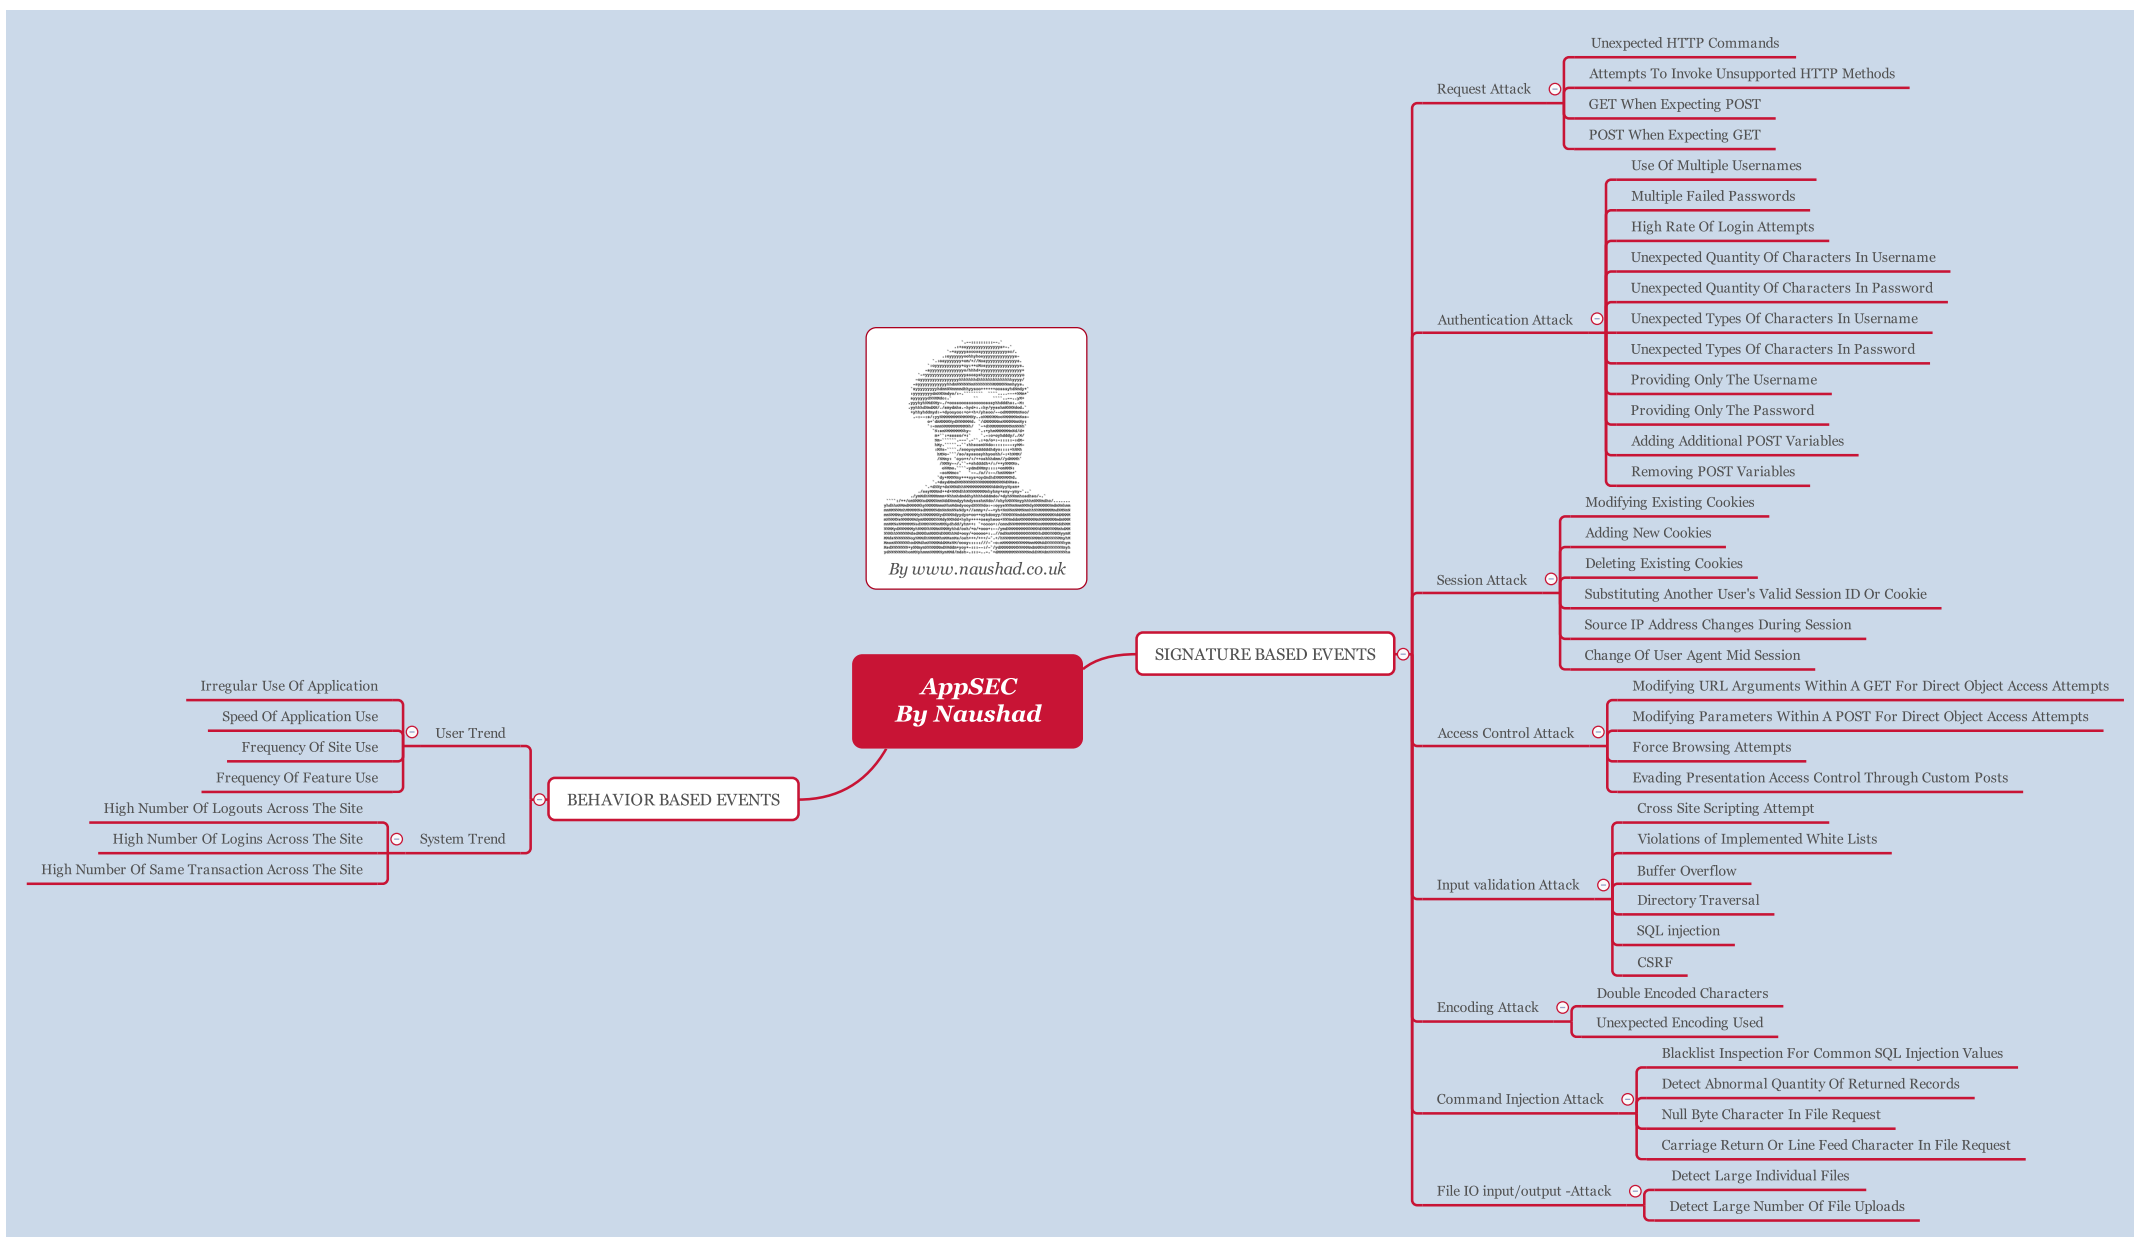 Unexpected HTTP Commands
Attempts To Invoke Unsupported HTTP Methods
Request Attack
GET When Expecting POST
POST When Expecting GET
Use Of Multiple Usernames
Multiple Failed Passwords
High Rate Of Login Attempts
Unexpected Quantity Of Characters In Username
Unexpected Quantity Of Characters In Password
Authentication Attack
Unexpected Types Of Characters In Username
Unexpected Types Of Characters In Password
Providing Only The Username
Providing Only The Password
Adding Additional POST Variables
Removing POST Variables
Modifying Existing Cookies
Adding New Cookies
Deleting Existing Cookies
Session Attack
Substituting Another User's Valid Session ID Or Cookie
Source IP Address Changes During Session
Change Of User Agent Mid Session
By www.naushad.co.uk
SIGNATURE BASED EVENTS
AppSEC
By Naushad
Modifying URL Arguments Within A GET For Direct Object Access Attempts
Modifying Parameters Within A POST For Direct Object Access Attempts
Access Control Attack
Force Browsing Attempts
Evading Presentation Access Control Through Custom Posts
Irregular Use Of Application
Speed Of Application Use
User Trend
Frequency Of Site Use
Frequency Of Feature Use
BEHAVIOR BASED EVENTS
High Number Of Logouts Across The Site
High Number Of Logins Across The Site
System Trend
High Number Of Same Transaction Across The Site
Cross Site Scripting Attempt
Violations of Implemented White Lists
Buffer Overflow
Input validation Attack
Directory Traversal
SQL injection
CSRF
Double Encoded Characters
Encoding Attack
Unexpected Encoding Used
Blacklist Inspection For Common SQL Injection Values
Detect Abnormal Quantity Of Returned Records
Command Injection Attack
Null Byte Character In File Request
Carriage Return Or Line Feed Character In File Request
Detect Large Individual Files
File IO input/output -Attack
Detect Large Number Of File Uploads